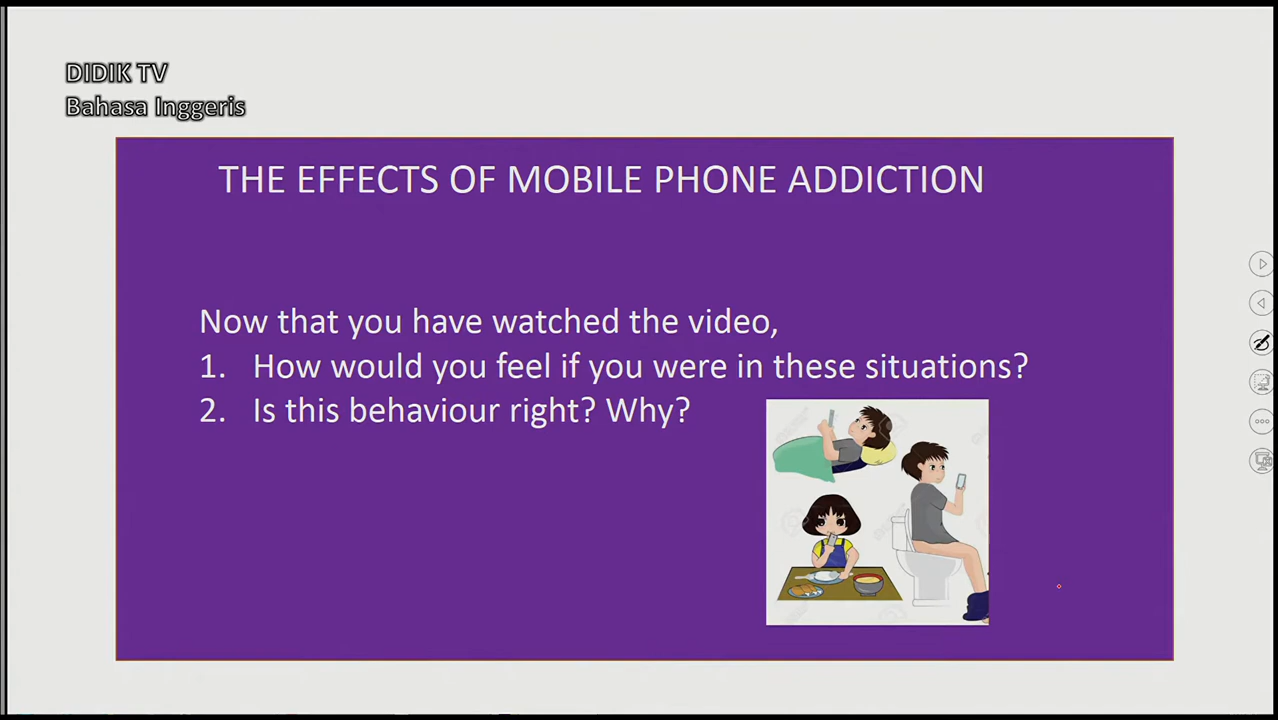 DIDIK TV
Bahasa Inggeris
THE EFFECTS OF MOBILE PHONE ADDICTION
Now that you have watched the video,
1. How would you feel if you were in these situations?
2. Is this behaviour right? Why?